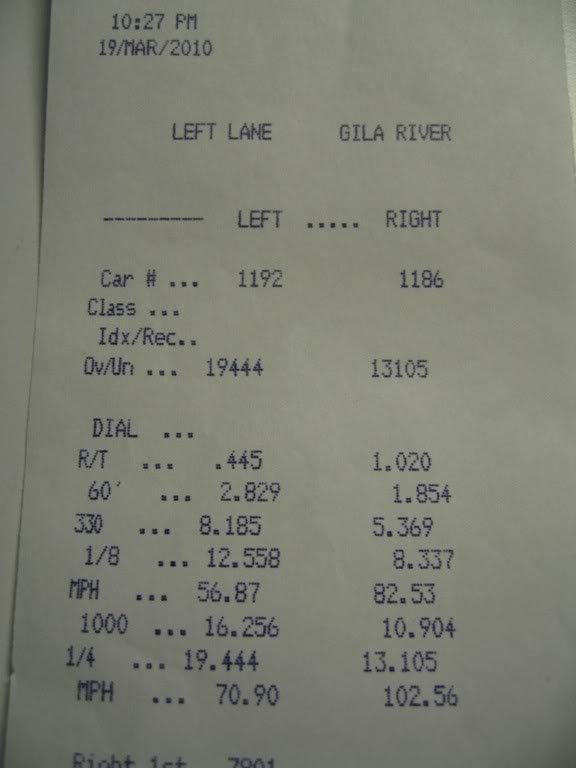 10:27 PM
19/MAR/2010
LEFT LANE GILA RIVER
--------- LEFT ..... RIGHT
Car # ... 1192 1186
Class ...
Idx/Rec..
Ov/Un ... 19444 13105
DIAL ...
R/T ... .445 1.020
60' ... 2.829 1.854
330 ... 8.185 5.369
1/8 ... 12.558 8.337
MPH ... 56.87 82.53
1000 ... 16.256 10.904
1/4 ... 19.444 13.105
MPH ... 70.90 102.56
Right 1st